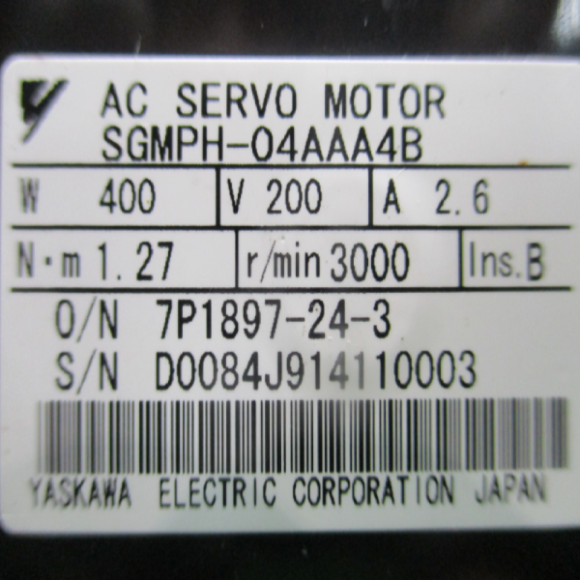 AC SERVO MOTOR
SGMPH-04AAA4B
W 400 V 200 A 2.6
N·m 1.27 r/min 3000 Ins.B
O/N 7P1897-24-3
S/N D0084J914110003
YASKAWA ELECTRIC CORPORATION JAPAN